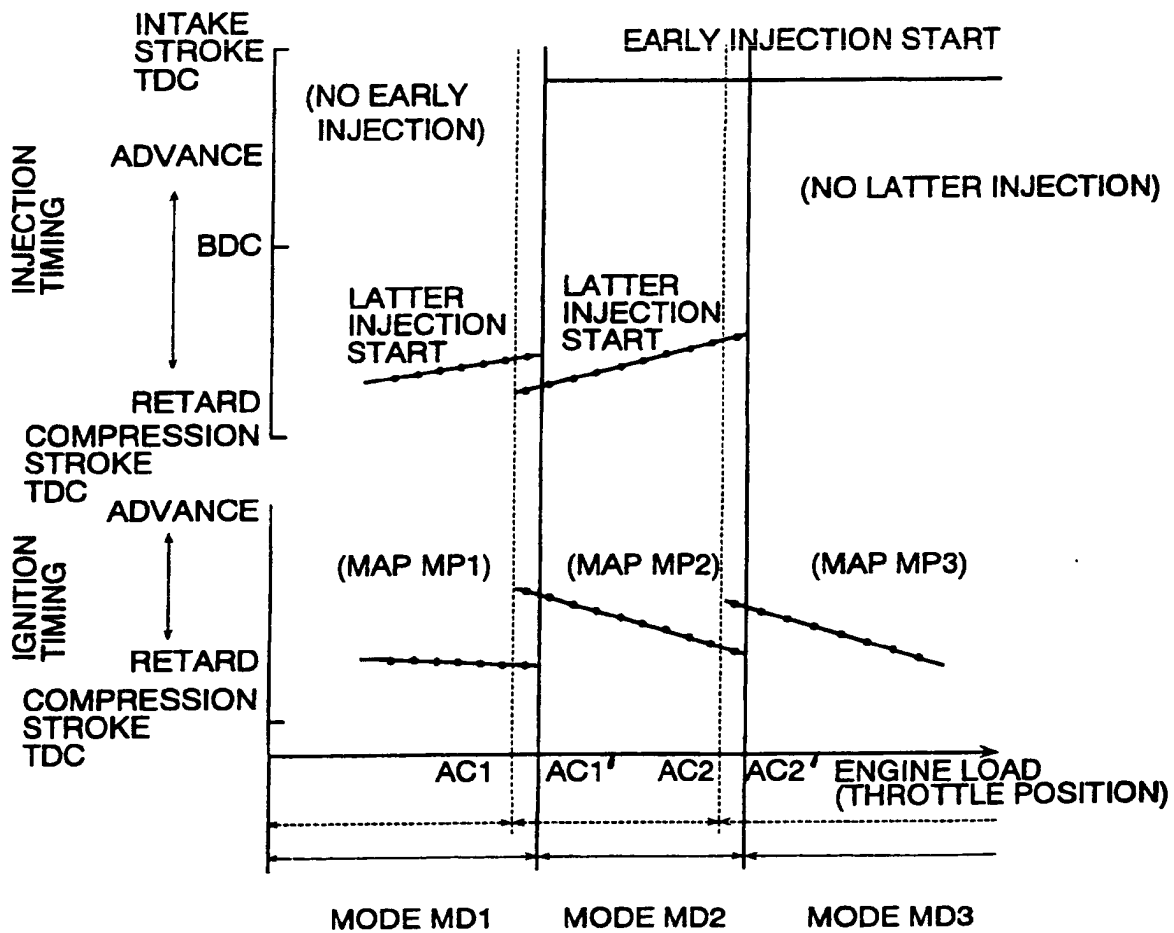 INTAKE
STROKE
TDC
EARLY INJECTION START
(NO EARLY
INJECTION)
ADVANCE
(NO LATTER INJECTION)
INJECTION
TIMING
BDC
LATTER
INJECTION
START
LATTER
INJECTION
START
RETARD
COMPRESSION
STROKE
TDC
ADVANCE
IGNITION
TIMING
(MAP MP1)
(MAP MP2)
(MAP MP3)
RETARD
COMPRESSION
STROKE
TDC
AC1
AC1'
AC2
AC2'
ENGINE LOAD
(THROTTLE POSITION)
MODE MD1
MODE MD2
MODE MD3